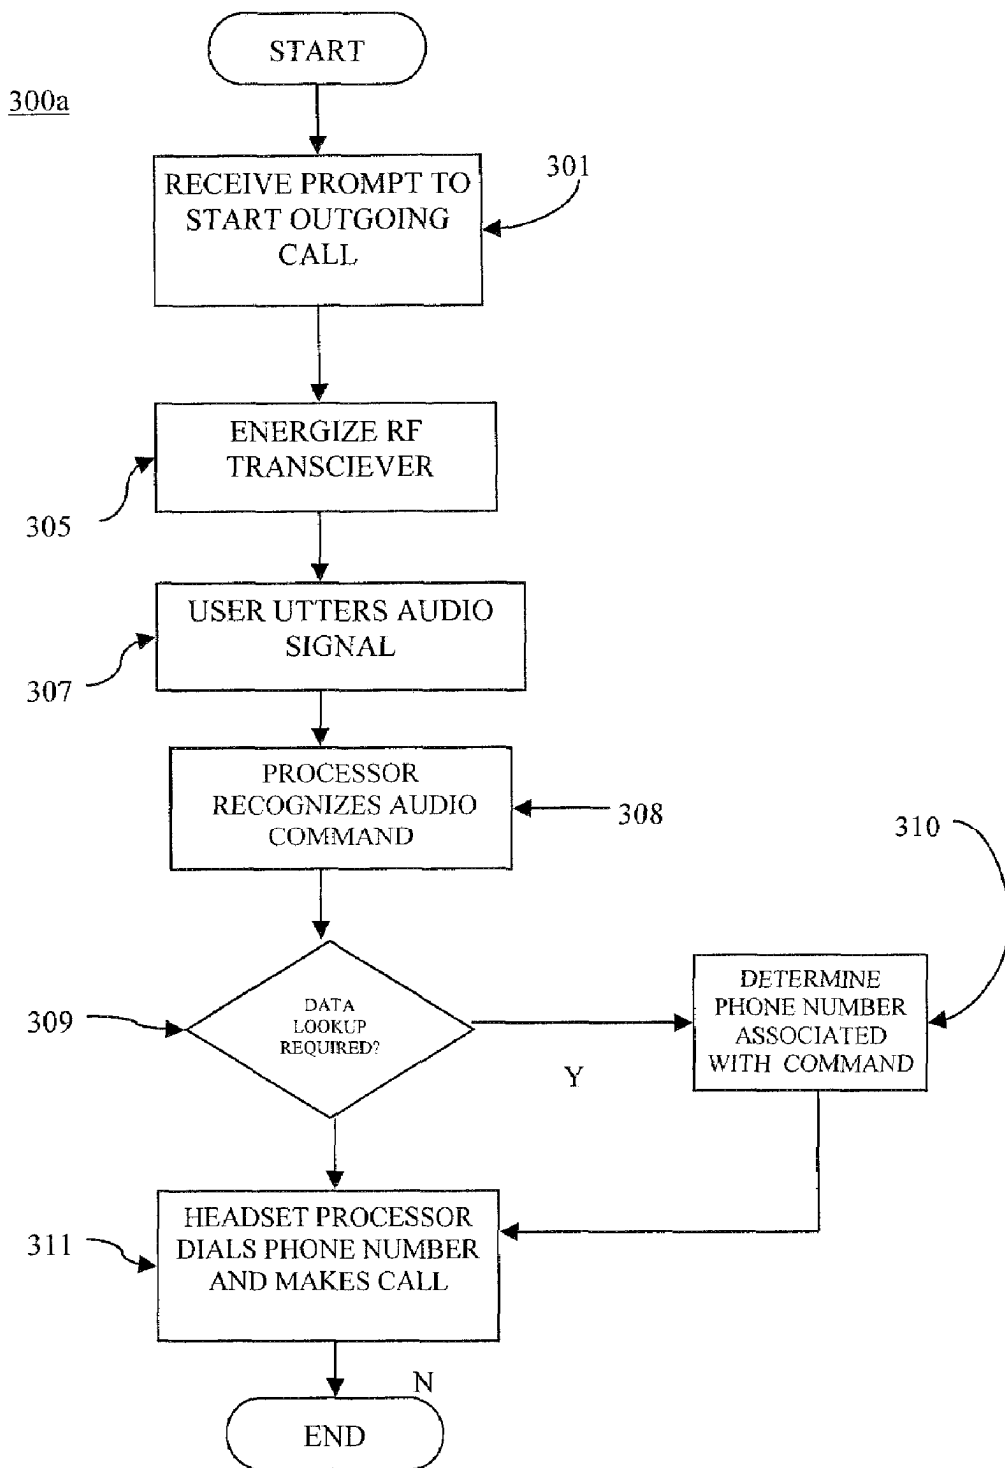 START
300a
RECEIVE PROMPT TO
START OUTGOING
CALL
301
ENERGIZE RF
TRANSCIEVER
305
USER UTTERS AUDIO
SIGNAL
307
PROCESSOR
RECOGNIZES AUDIO
COMMAND
308
310
DATA
LOOKUP
REQUIRED?
309
Y
DETERMINE
PHONE NUMBER
ASSOCIATED
WITH COMMAND
HEADSET PROCESSOR
DIALS PHONE NUMBER
AND MAKES CALL
311
N
END